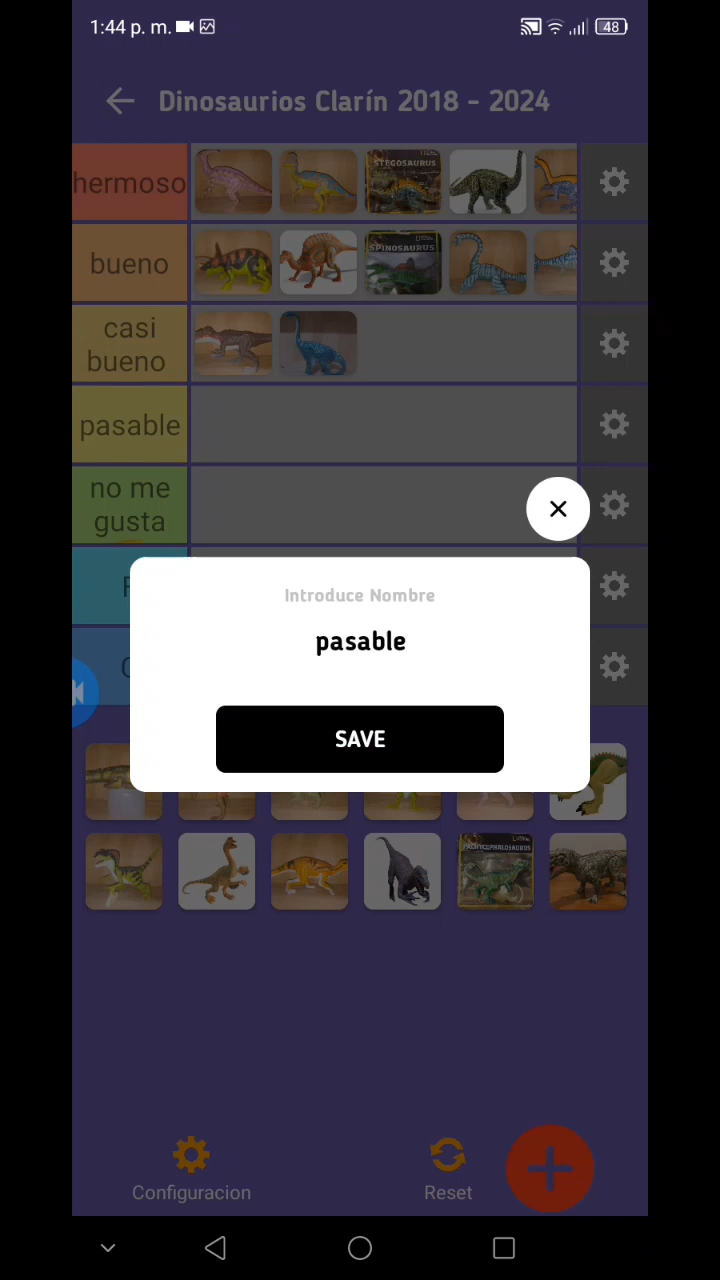 1:44 p. m.
48
Dinosaurios Clarín 2018 - 2024
hermoso
STEGOSAURUS
bueno
SPINOSAURUS
casi
bueno
pasable
no me
gusta
Introduce Nombre
pasable
SAVE
PACHYCEPHALOSAURUS
Configuracion
Reset